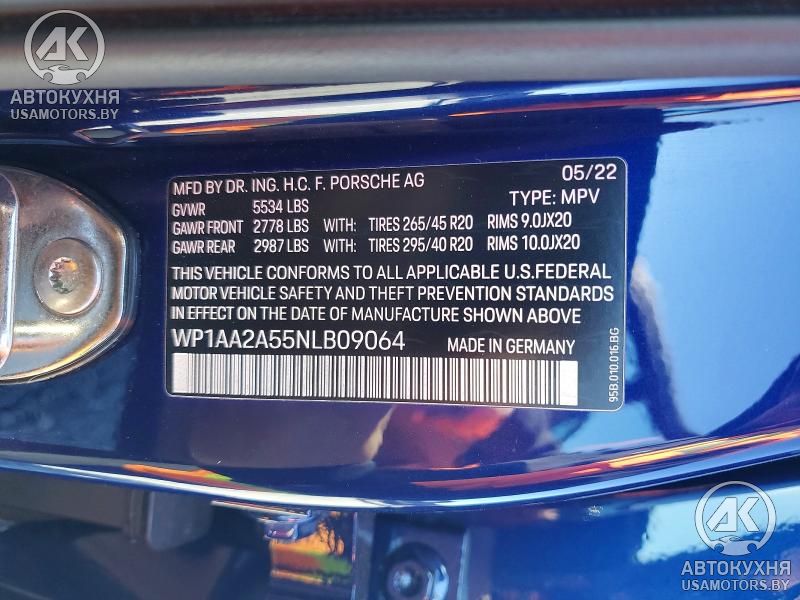 АК
АВТОКУХНЯ
USAMOTORS.BY
MFD BY DR. ING. H.C. F. PORSCHE AG 05/22
GVWR 5534 LBS TYPE: MPV
GAWR FRONT 2778 LBS WITH: TIRES 265/45 R20 RIMS 9.0JX20
GAWR REAR 2987 LBS WITH: TIRES 295/40 R20 RIMS 10.0JX20
THIS VEHICLE CONFORMS TO ALL APPLICABLE U.S.FEDERAL
MOTOR VEHICLE SAFETY AND THEFT PREVENTION STANDARDS
IN EFFECT ON THE DATE OF MANUFACTURE SHOWN ABOVE
WP1AA2A55NLB09064 MADE IN GERMANY
95B.010.016.BG
АК
АВТОКУХНЯ
USAMOTORS.BY